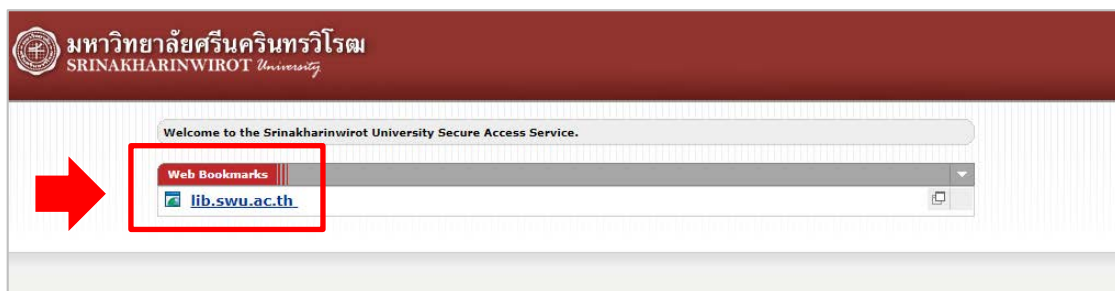 มหาวิทยาลัยศรีนครินทรวิโรฒ
SRINAKHARINWIROT University
Welcome to the Srinakharinwirot University Secure Access Service.
Web Bookmarks
lib.swu.ac.th